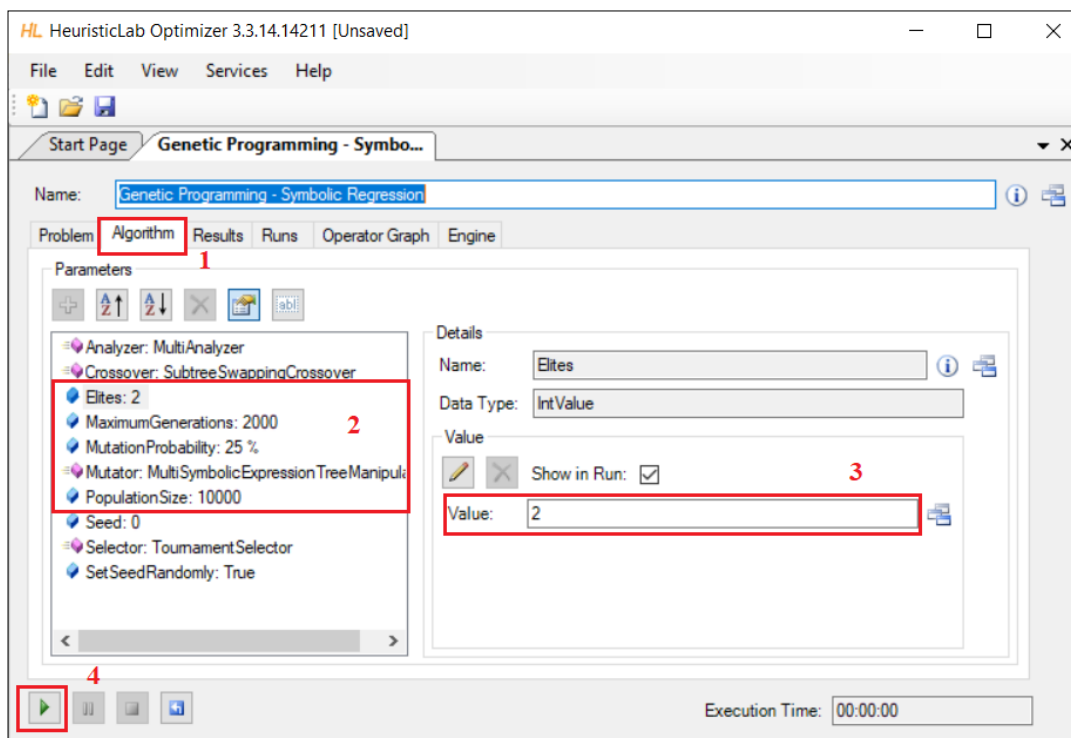 HL HeuristicLab Optimizer 3.3.14.14211 [Unsaved]
File Edit View Services Help
Start Page Genetic Programming - Symbo...
Name: Genetic Programming - Symbolic Regression
Problem Algorithm Results Runs Operator Graph Engine
1
Parameters
Analyzer: MultiAnalyzer
Crossover: SubtreeSwappingCrossover
Elites: 2
MaximumGenerations: 2000
2
MutationProbability: 25 %
Mutator: MultiSymbolicExpressionTreeManipula
PopulationSize: 10000
Seed: 0
Selector: TournamentSelector
SetSeedRandomly: True
Details
Name: Elites
Data Type: IntValue
Value
Show in Run:
3
Value: 2
4
Execution Time: 00:00:00